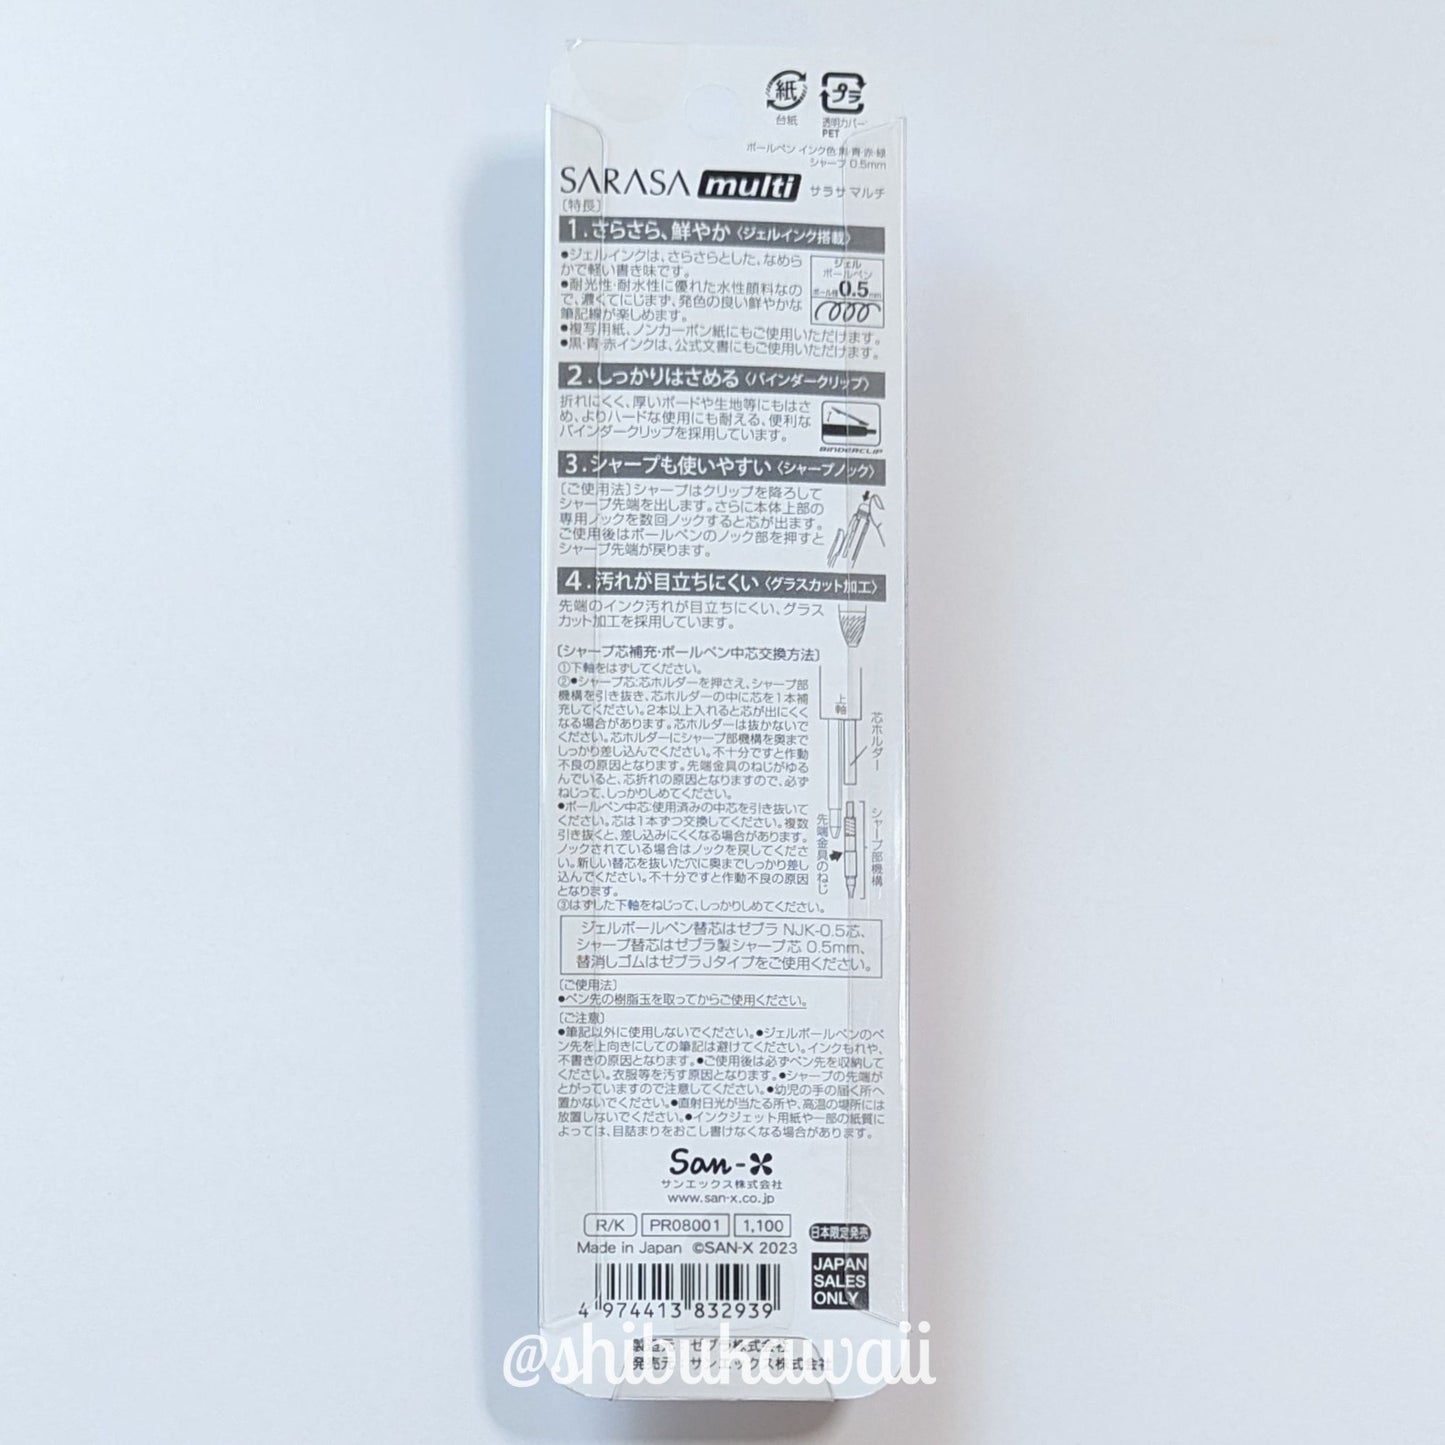 紙
プラ
台紙
透明カバー
PET
ボールペン インク色:黒・青・赤・緑
シャープ 0.5mm
SARASA multi サラサ マルチ
〔特長〕
1.さらさら、鮮やか〈ジェルインク搭載〉
●ジェルインクは、さらさらとした、なめら
かで軽い書き味です。
●耐光性・耐水性に優れた水性顔料なの
で、濃くてにじまず、発色の良い鮮やかな
筆記線が楽しめます。
●複写用紙、ノンカーボン紙にもご使用いただけます。
●黒・青・赤インクは、公式文書にもご使用いただけます。
ジェル
ボールペン
ボール径0.5mm
2.しっかりはさめる〈バインダークリップ〉
折れにくく、厚いボードや生地等にもはさ
め、よりハードな使用にも耐える、便利な
バインダークリップを採用しています。
BINDERCLIP
3.シャープも使いやすい〈シャープノック〉
〔ご使用法〕シャープはクリップを降ろして
シャープ先端を出します。さらに本体上部の
専用ノックを数回ノックすると芯が出ます。
ご使用後はボールペンのノック部を押すと
シャープ先端が戻ります。
4.汚れが目立ちにくい〈グラスカット加工〉
先端のインク汚れが目立ちにくい、グラス
カット加工を採用しています。
〔シャープ芯補充・ボールペン中芯交換方法〕
①下軸をはずしてください。
②●シャープ芯:芯ホルダーを押さえ、シャープ部
機構を引き抜き、芯ホルダーの中に芯を1本補
充してください。2本以上入れると芯が出にくく
なる場合があります。芯ホルダーは抜かないで
ください。芯ホルダーにシャープ部機構を奥まで
しっかり差し込んでください。不十分ですと作動
不良の原因となります。先端金具のねじがゆる
んでいると、芯折れの原因となりますので、必ず
ねじって、しっかりしめてください。
●ボールペン中芯:使用済みの中芯を引き抜いて
ください。芯は1本ずつ交換してください。複数
引き抜くと、差し込みにくくなる場合があります。
ノックされている場合はノックを戻してくださ
い。新しい替芯を抜いた穴に奥までしっかり差し
込んでください。不十分ですと作動不良の原因
となります。
③はずした下軸をねじって、しっかりしめてください。
上軸
芯ホルダー
シャープ部機構
先端金具のねじ
ジェルボールペン替芯はゼブラ NJK-0.5芯、
シャープ替芯はゼブラ製シャープ芯 0.5mm、
替消しゴムはゼブラJタイプをご使用ください。
〔ご使用法〕
●ペン先の樹脂玉を取ってからご使用ください。
〔ご注意〕
●筆記以外に使用しないでください。●ジェルボールペンのペ
ン先を上向きにしての筆記は避けてください。インクもれや、
不書きの原因となります。●ご使用後は必ずペン先を収納して
ください。衣服等を汚す原因となります。●シャープの先端が
とがっていますので注意してください。●幼児の手の届く所へ
置かないでください。●直射日光が当たる所や、高温の場所には
放置しないでください。●インクジェット用紙や一部の紙質に
よっては、目詰まりをおこし書けなくなる場合があります。
San-X
サンエックス株式会社
www.san-x.co.jp
R/K PR08001 1,100 日本限定発売
Made in Japan ©SAN-X 2023
JAPAN
SALES
ONLY
4 974413 832939
製造元:ゼブラ株式会社
発売元:サンエックス株式会社
@shibukawaii